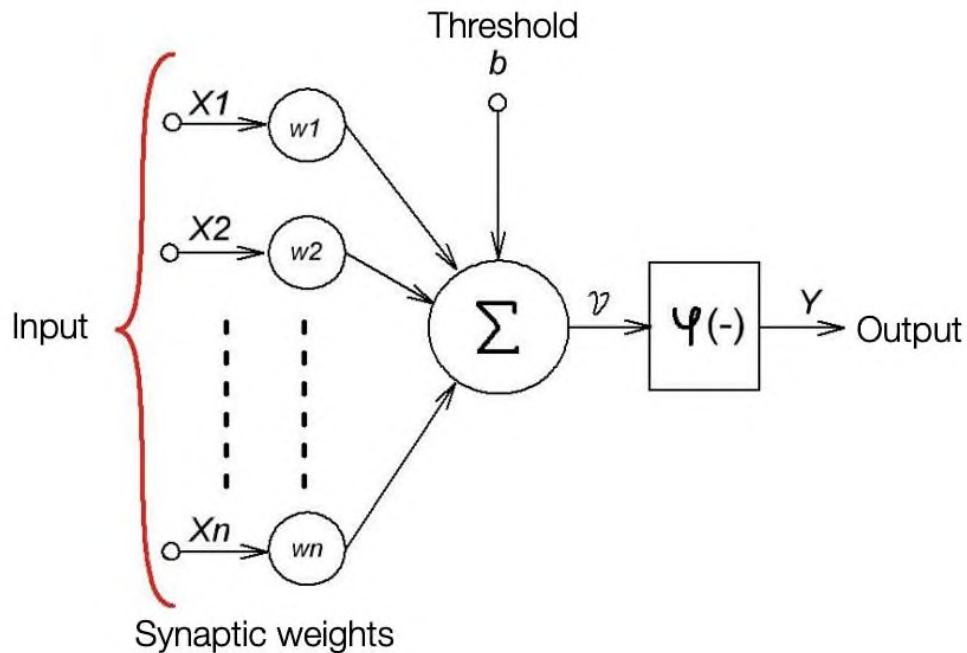 Threshold
b
X1
w1
X2
w2
Input
Σ
𝓋
φ(-)
Y
Output
Xn
wn
Synaptic weights